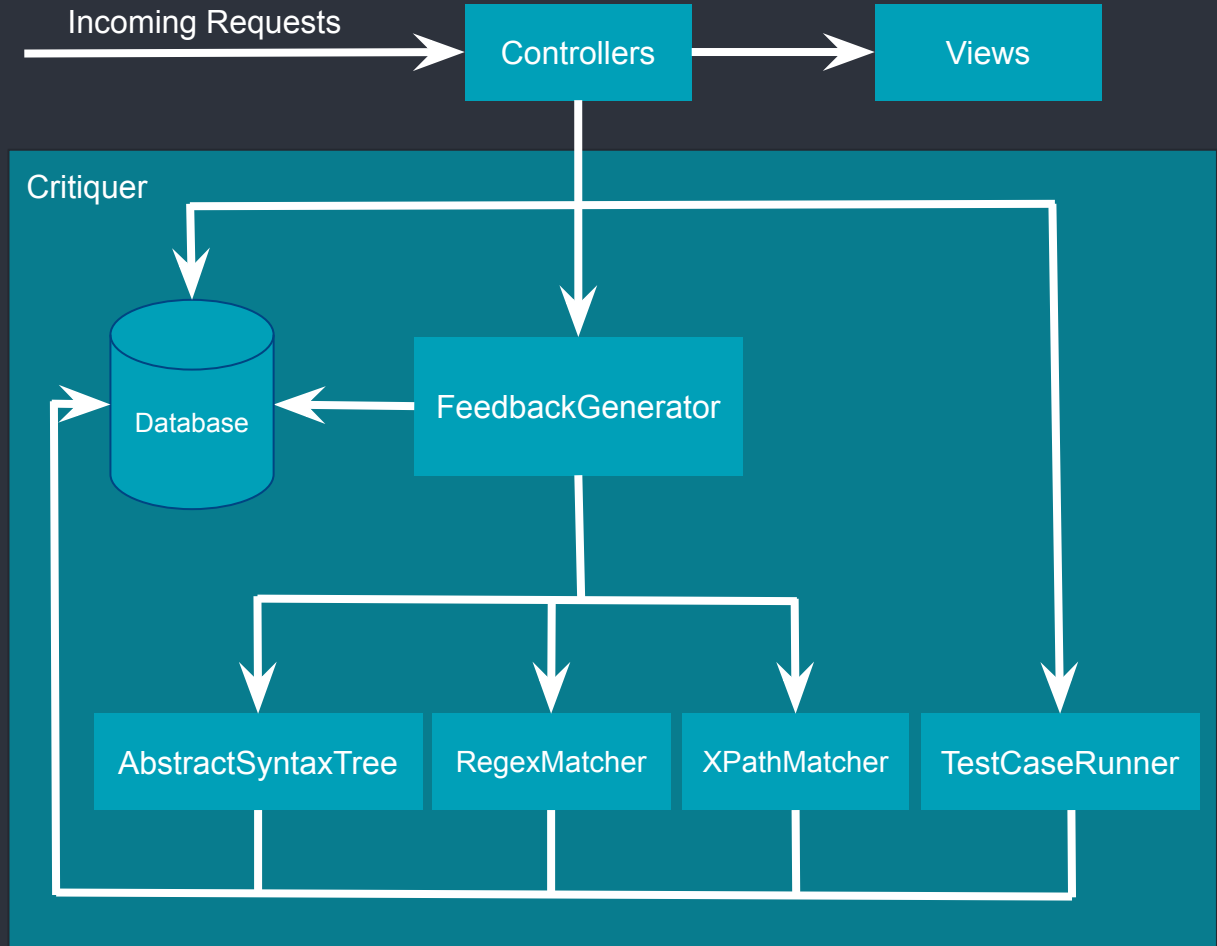 Incoming Requests
Controllers
Views
Critiquer
Database
FeedbackGenerator
AbstractSyntaxTree
RegexMatcher
XPathMatcher
TestCaseRunner